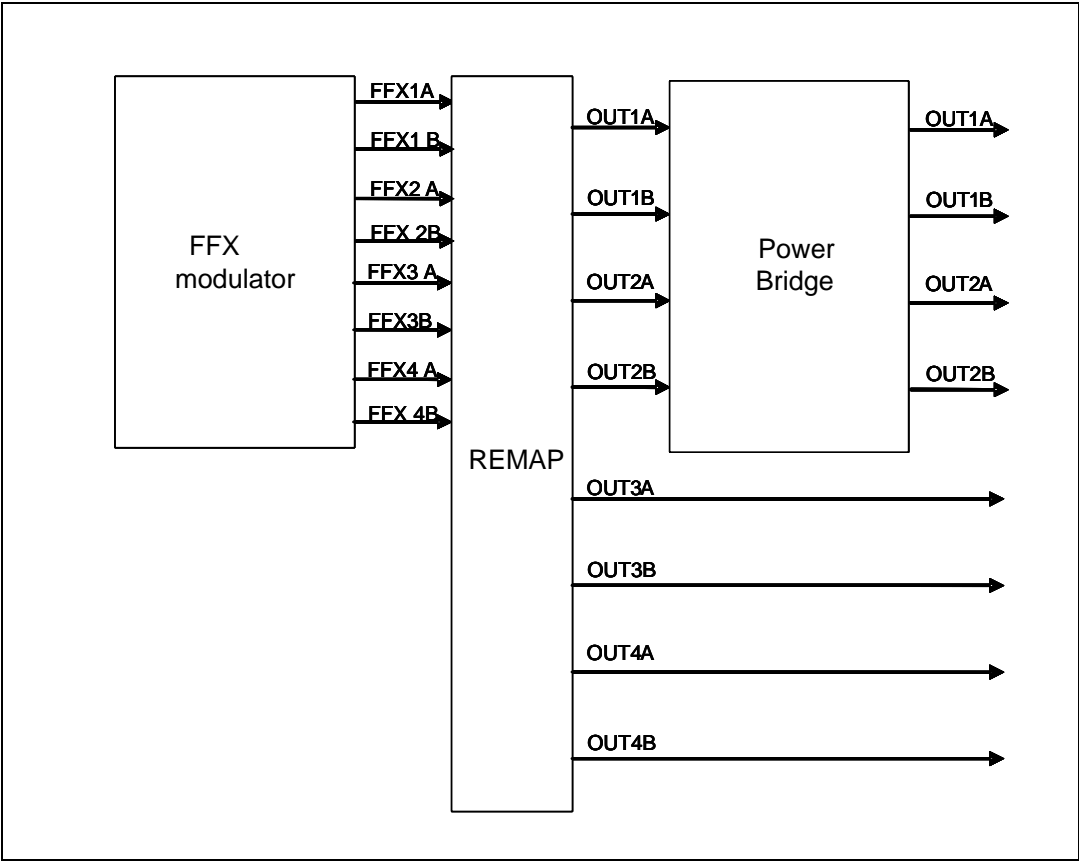 FFX
modulator
FFX1A
FFX1 B
FFX2 A
FFX 2B
FFX3 A
FFX3B
FFX4 A
FFX 4B
REMAP
OUT1A
OUT1B
OUT2A
OUT2B
OUT3A
OUT3B
OUT4A
OUT4B
Power
Bridge
OUT1A
OUT1B
OUT2A
OUT2B